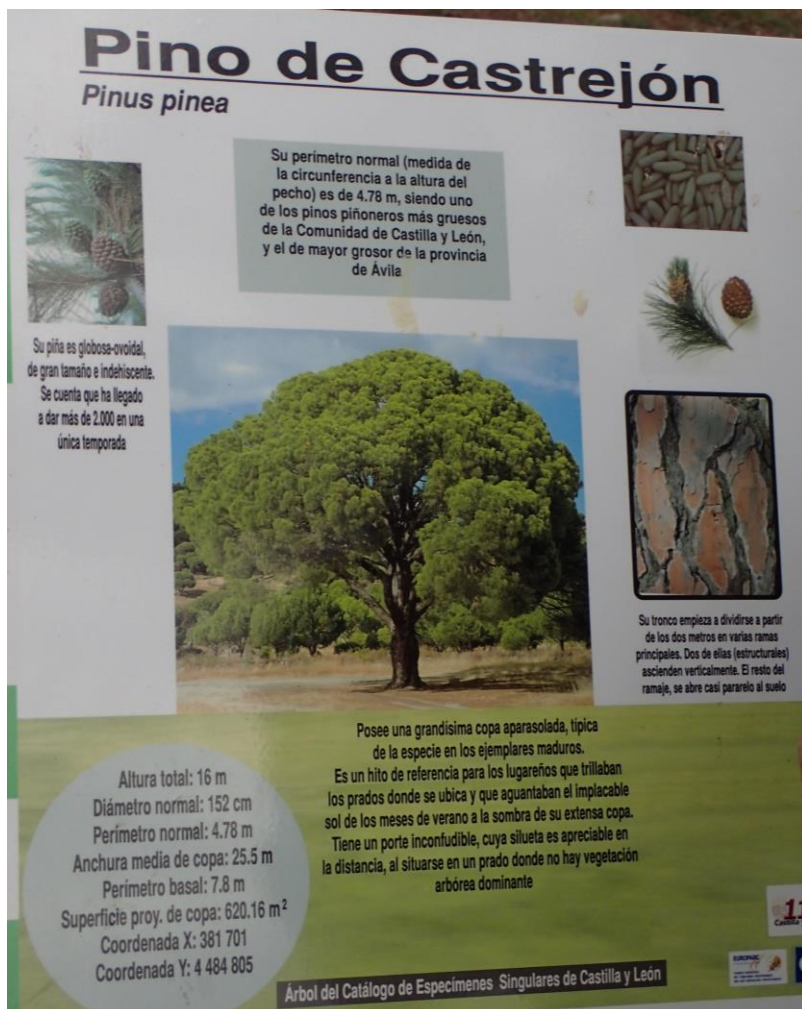 Pino de Castrejón
Pinus pinea
Su perímetro normal (medida de
la circunferencia a la altura del
pecho) es de 4.78 m, siendo uno
de los pinos piñoneros más gruesos
de la Comunidad de Castilla y León,
y el de mayor grosor de la provincia
de Ávila
Su piña es globosa-ovoidal,
de gran tamaño e indehiscente.
Se cuenta que ha llegado
a dar más de 2.000 en una
única temporada
Su tronco empieza a dividirse a partir
de los dos metros en varias ramas
principales. Dos de ellas (estructurales)
ascienden verticalmente. El resto del
ramaje, se abre casi pararelo al suelo
Posee una grandísima copa aparasolada, típica
de la especie en los ejemplares maduros.
Es un hito de referencia para los lugareños que trillaban
los prados donde se ubica y que aguantaban el implacable
sol de los meses de verano a la sombra de su extensa copa.
Tiene un porte inconfudible, cuya silueta es apreciable en
la distancia, al situarse en un prado donde no hay vegetación
arbórea dominante
Altura total: 16 m
Diámetro normal: 152 cm
Perímetro normal: 4.78 m
Anchura media de copa: 25.5 m
Perímetro basal: 7.8 m
Superficie proy. de copa: 620.16 m²
Coordenada X: 381 701
Coordenada Y: 4 484 805
Árbol del Catálogo de Especímenes Singulares de Castilla y León
11
Castilla
EUROPARC